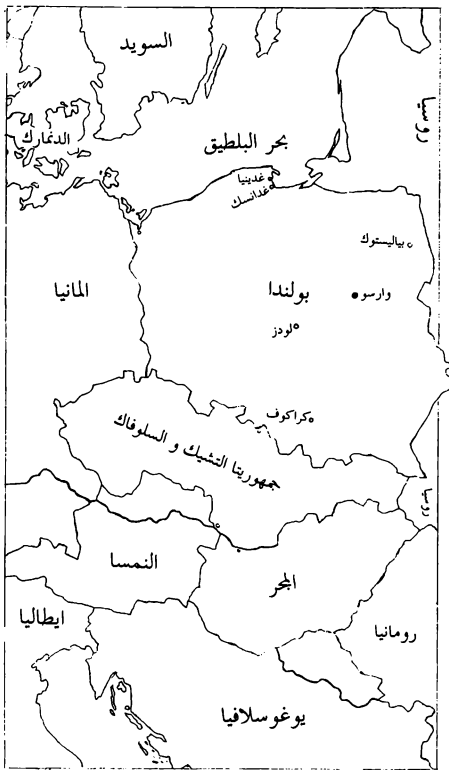 السويد
روسيا
الدنمارك
بحر البلطيق
غدينيا
غدانسك
بياليستوك
المانيا
بولندا
وارسو
لودز
كراكوف
جمهوريتا التشيك و السلوفاك
روسيا
النمسا
المجر
ايطاليا
رومانيا
يوغوسلافيا